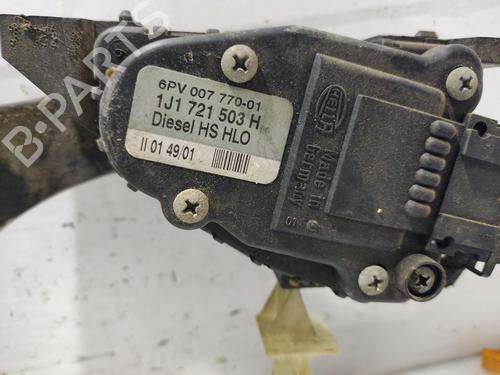 B-Parts
6PV 007 770-01
1J1 721 503 H
Diesel HS HLO
II 01 49/01
HELLA
Made in
Germany
01